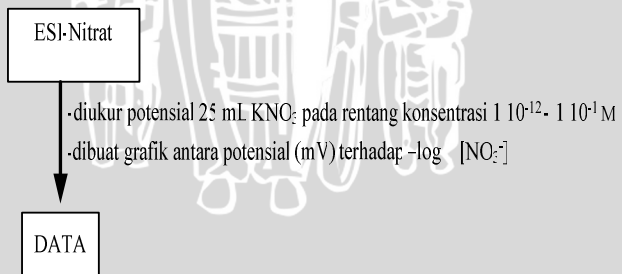 ESI-Nitrat
-diukur potensial 25 mL KNO₃ pada rentang konsentrasi 1 10⁻¹² - 1 10⁻¹ M
-dibuat grafik antara potensial (mV) terhadap –log [NO₃⁻]
DATA